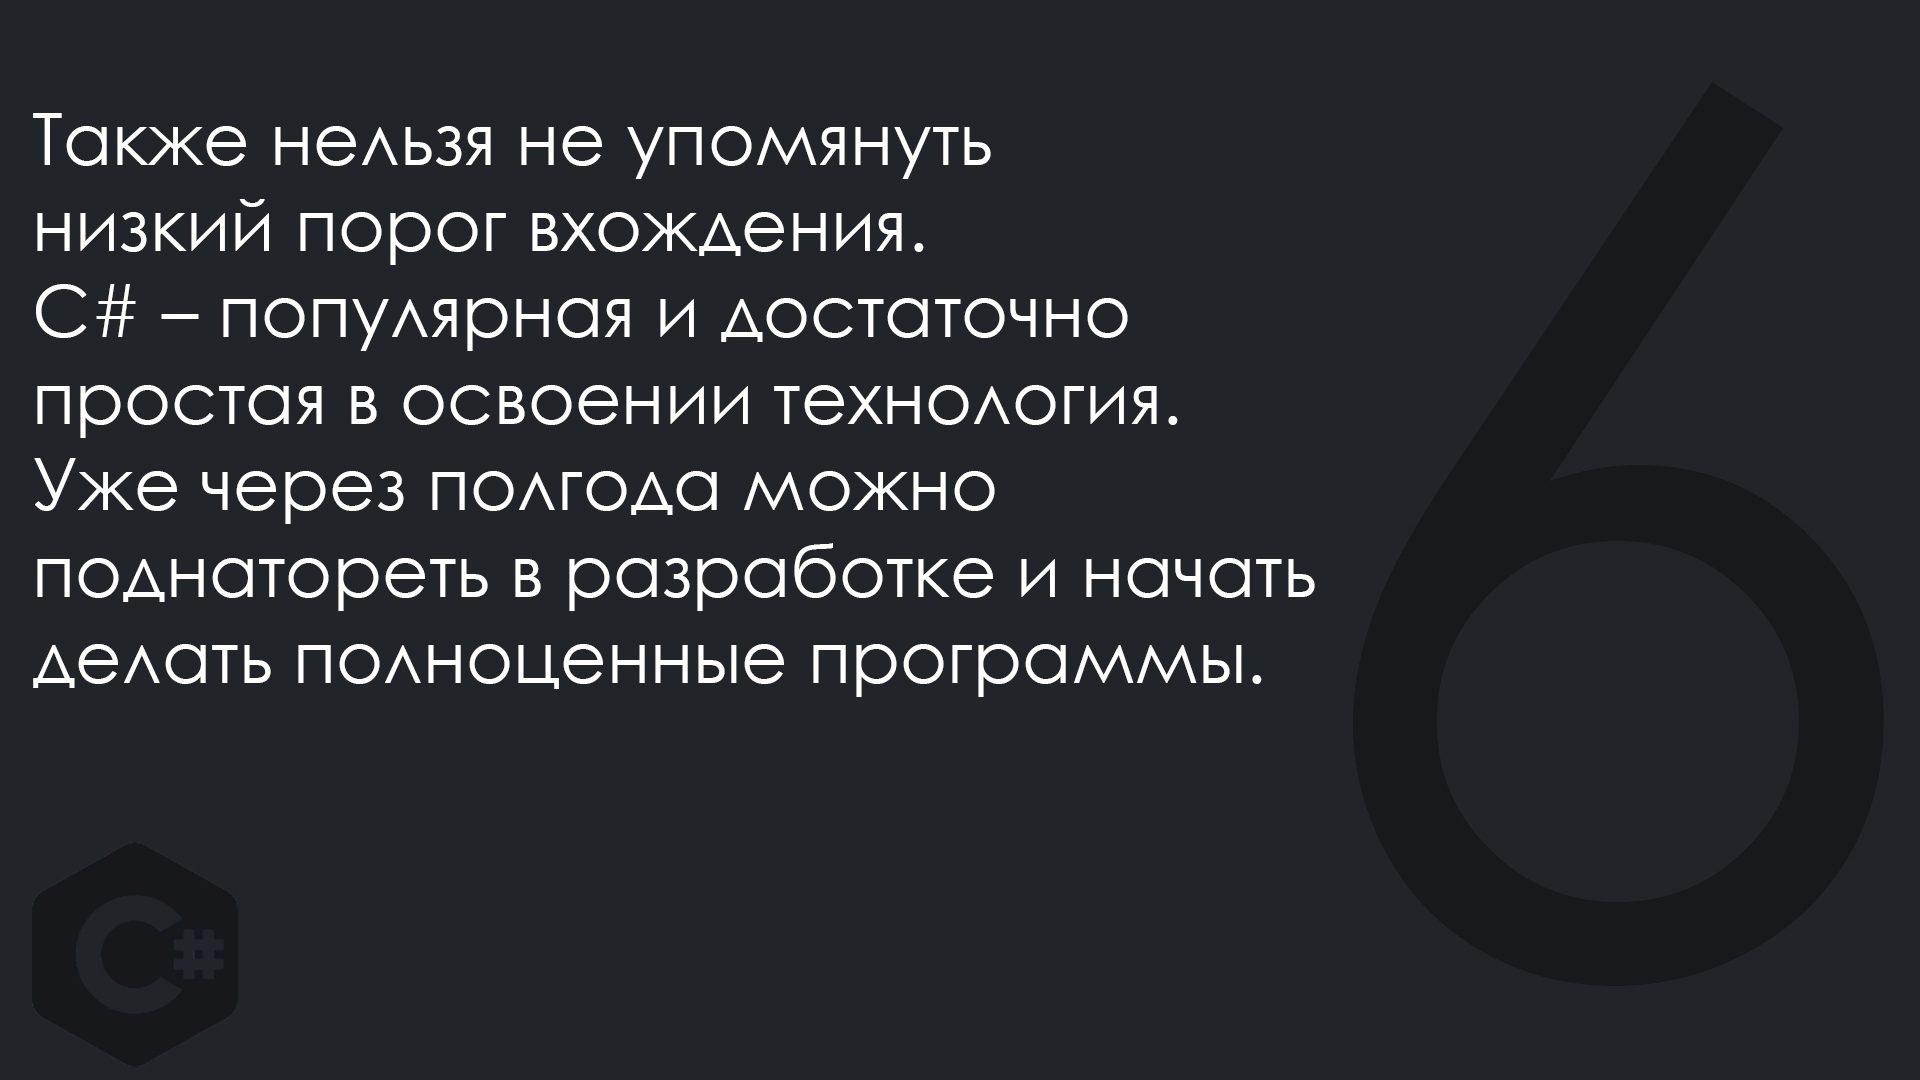 Также нельзя не упомянуть
низкий порог вхождения.
C# – популярная и достаточно
простая в освоении технология.
Уже через полгода можно
поднатореть в разработке и начать
делать полноценные программы.
6
C#